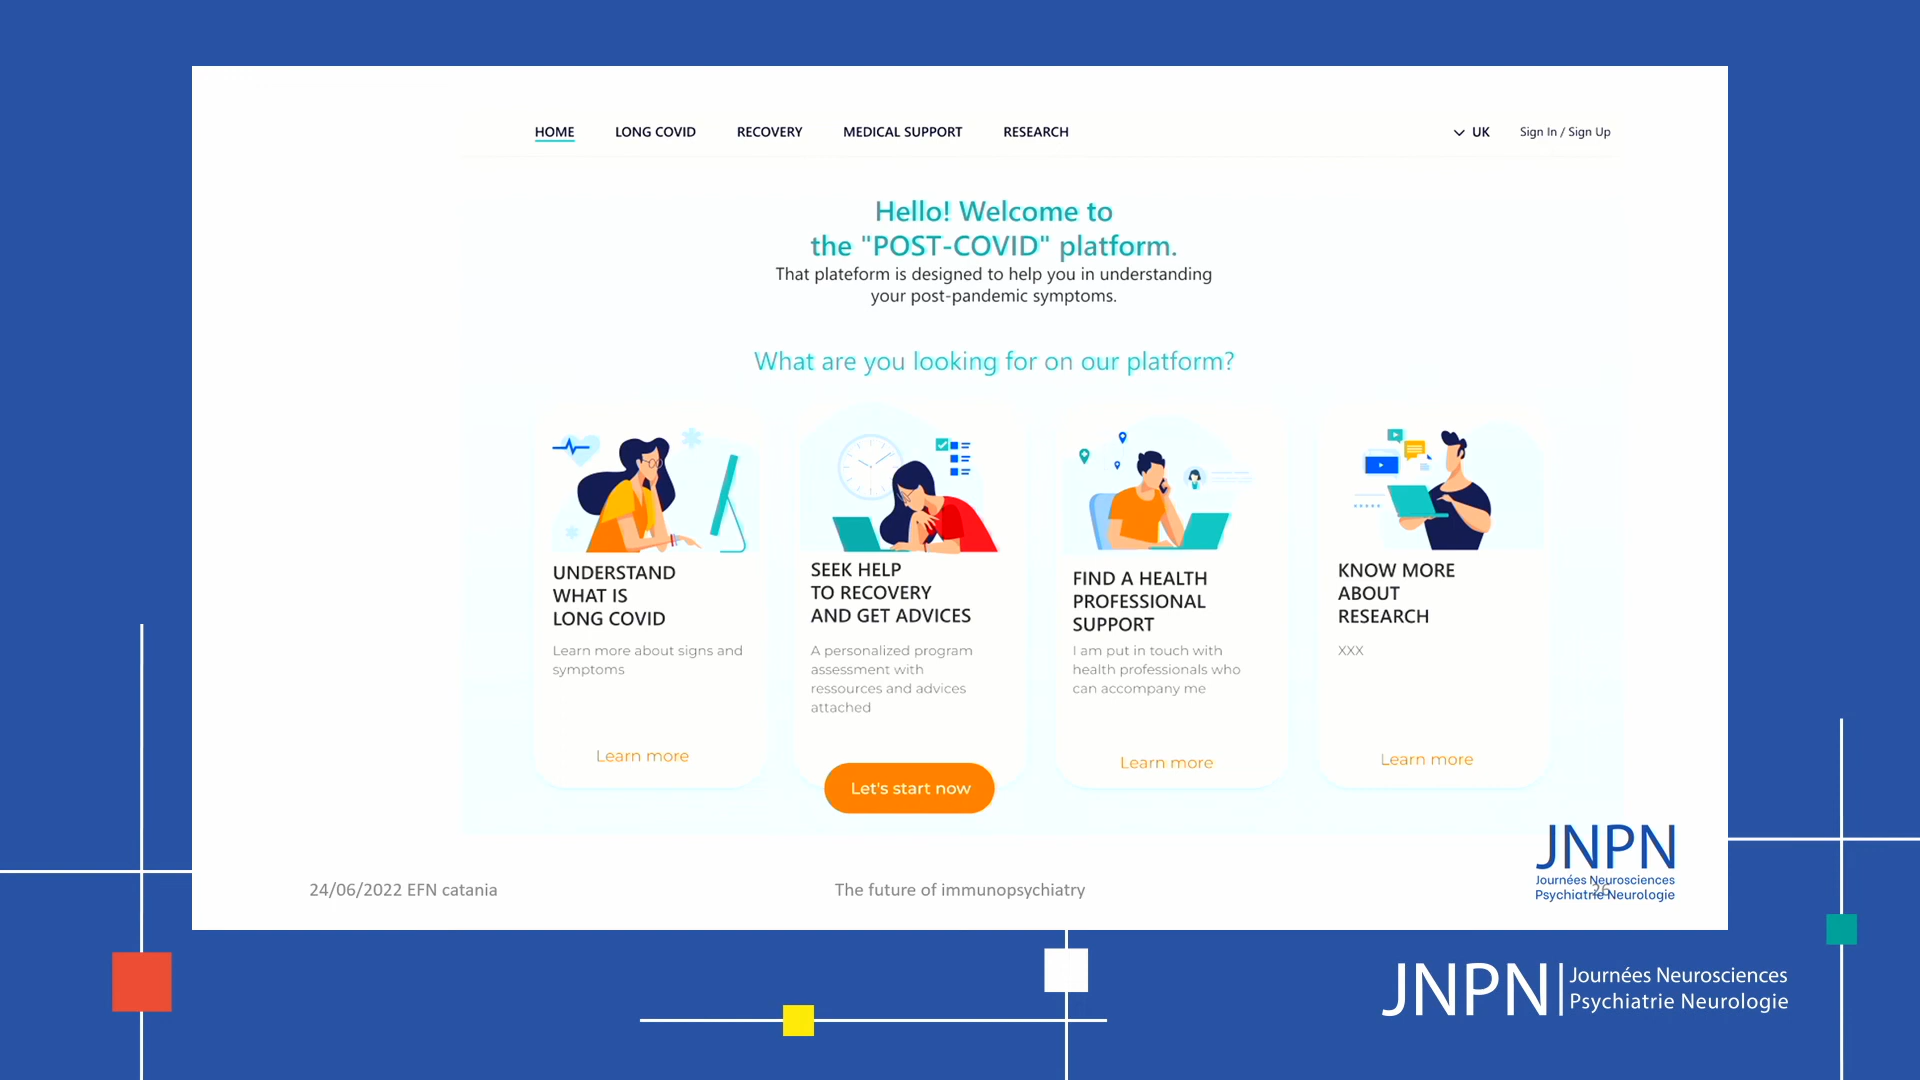 HOME LONG COVID RECOVERY MEDICAL SUPPORT RESEARCH UK Sign In / Sign Up
Hello! Welcome to
the "POST-COVID" platform.
That plateform is designed to help you in understanding
your post-pandemic symptoms.
What are you looking for on our platform?
UNDERSTAND
WHAT IS
LONG COVID
Learn more about signs and
symptoms
Learn more
SEEK HELP
TO RECOVERY
AND GET ADVICES
A personalized program
assessment with
ressources and advices
attached
Let's start now
FIND A HEALTH
PROFESSIONAL
SUPPORT
I am put in touch with
health professionals who
can accompany me
Learn more
KNOW MORE
ABOUT
RESEARCH
XXX
Learn more
24/06/2022 EFN catania
The future of immunopsychiatry
26
JNPN
Journées Neurosciences
Psychiatrie Neurologie
JNPN
Journées Neurosciences
Psychiatrie Neurologie